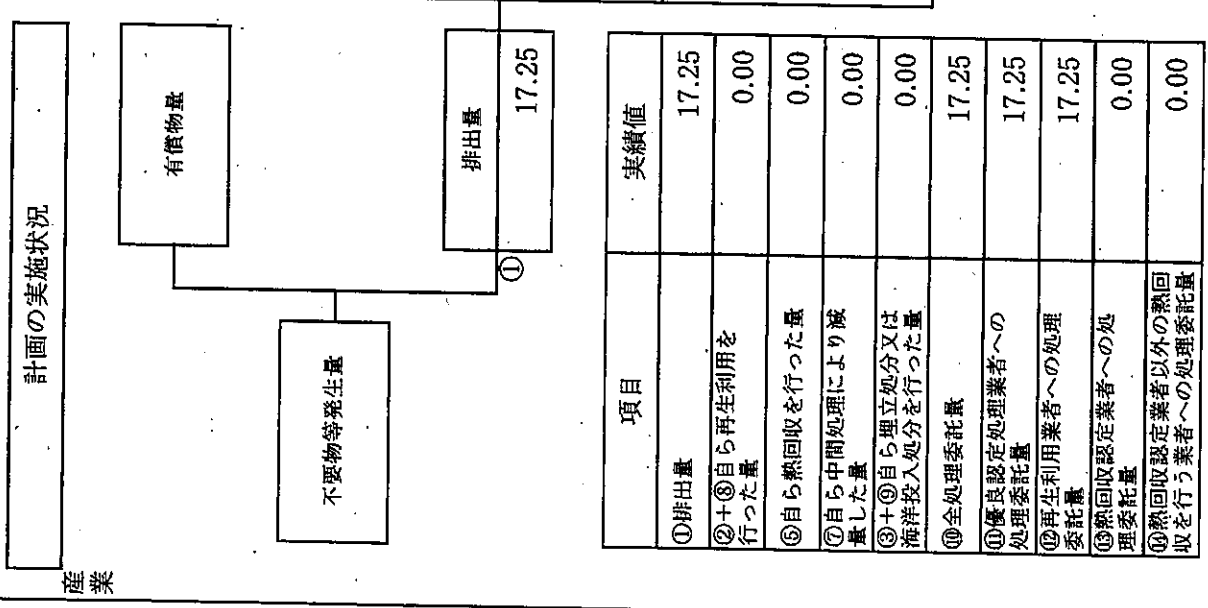 計画の実施状況
産業
有償物量
不要物等発生量
排出量
①
17.25
項目 実績値
①排出量 17.25
②+⑧自ら再生利用を
行った量 0.00
⑤自ら熱回収を行った量 0.00
⑦自ら中間処理により減
量した量 0.00
③+⑨自ら埋立処分又は
海洋投入処分を行った量 0.00
⑩全処理委託量 17.25
⑪優良認定処理業者への
処理委託量 17.25
⑫再生利用業者への処理
委託量 17.25
⑬熱回収認定業者への処
理委託量 0.00
⑭熱回収認定業者以外の熱回
収を行う業者への処理委託量 0.00